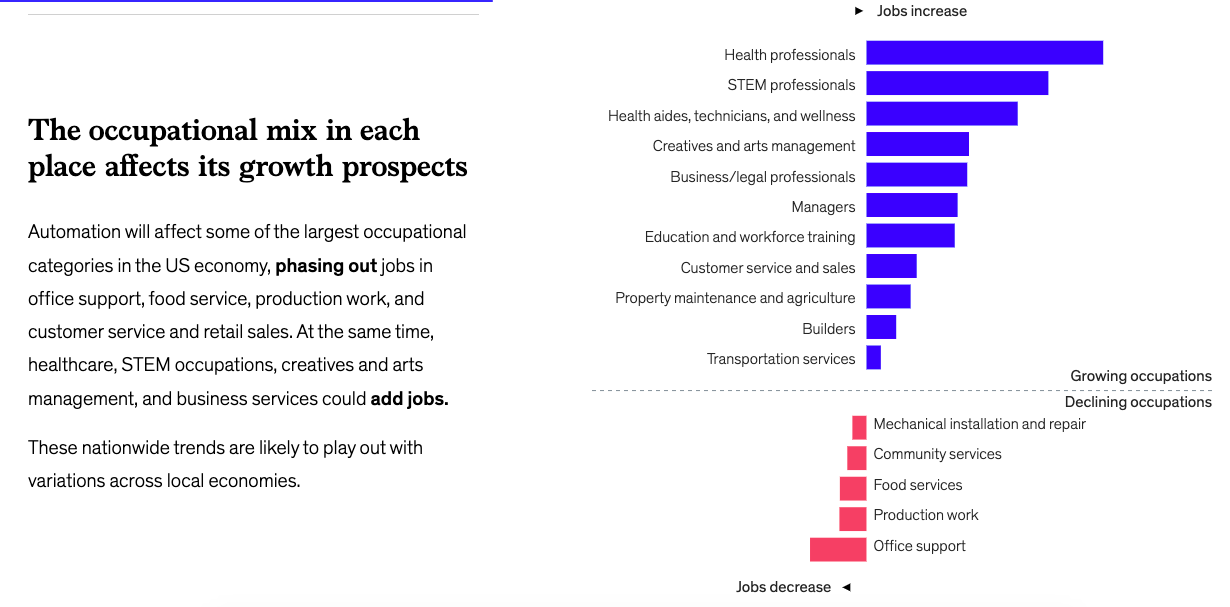 The occupational mix in each
place affects its growth prospects
Automation will affect some of the largest occupational
categories in the US economy, phasing out jobs in
office support, food service, production work, and
customer service and retail sales. At the same time,
healthcare, STEM occupations, creatives and arts
management, and business services could add jobs.
These nationwide trends are likely to play out with
variations across local economies.
► Jobs increase
Health professionals
STEM professionals
Health aides, technicians, and wellness
Creatives and arts management
Business/legal professionals
Managers
Education and workforce training
Customer service and sales
Property maintenance and agriculture
Builders
Transportation services
Growing occupations
Declining occupations
Mechanical installation and repair
Community services
Food services
Production work
Office support
Jobs decrease ◄